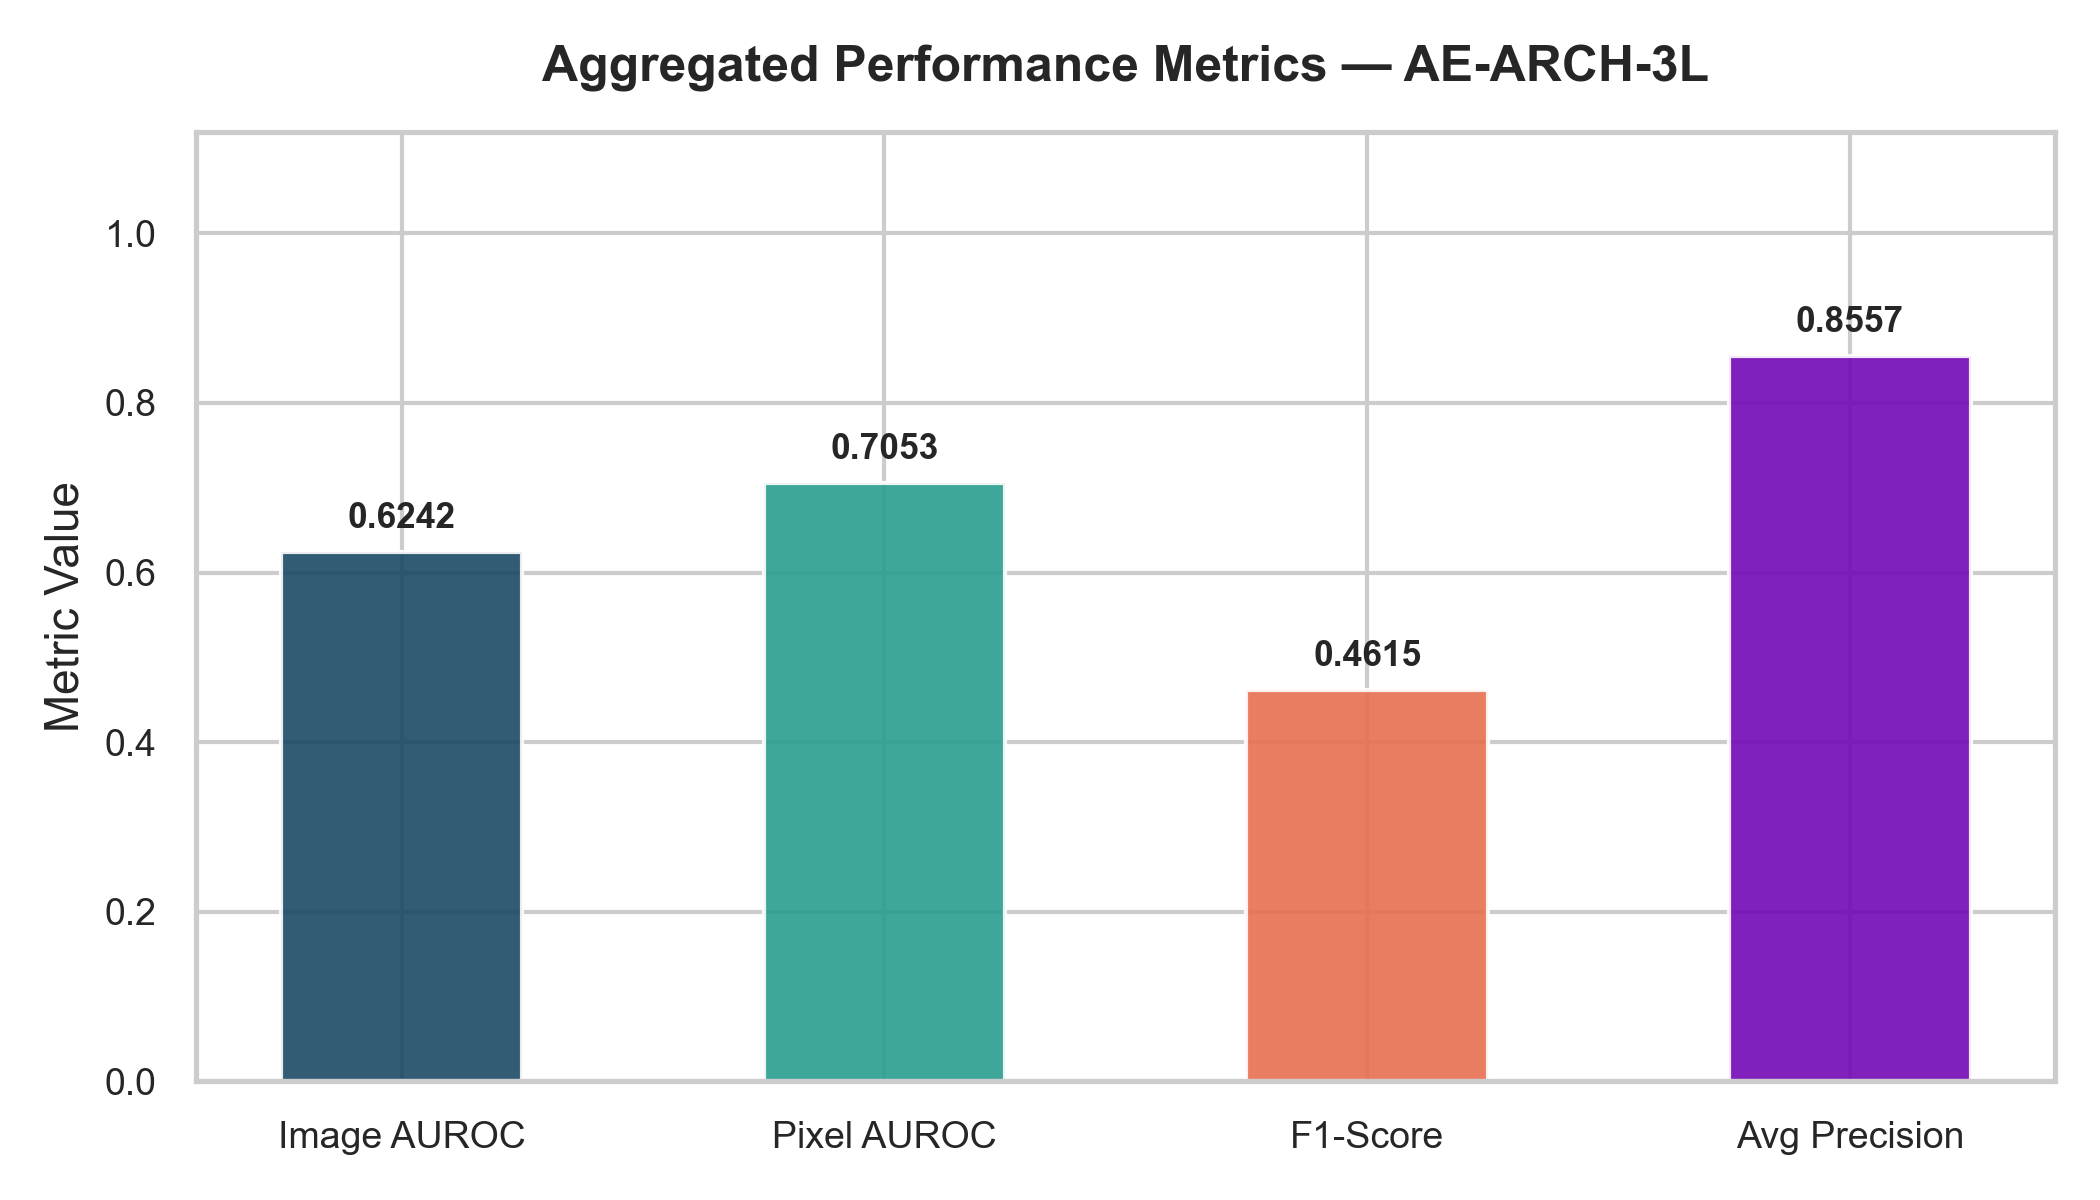 Aggregated Performance Metrics — AE-ARCH-3L
Metric Value
1.0
0.8
0.6
0.4
0.2
0.0
0.6242
0.7053
0.4615
0.8557
Image AUROC
Pixel AUROC
F1-Score
Avg Precision